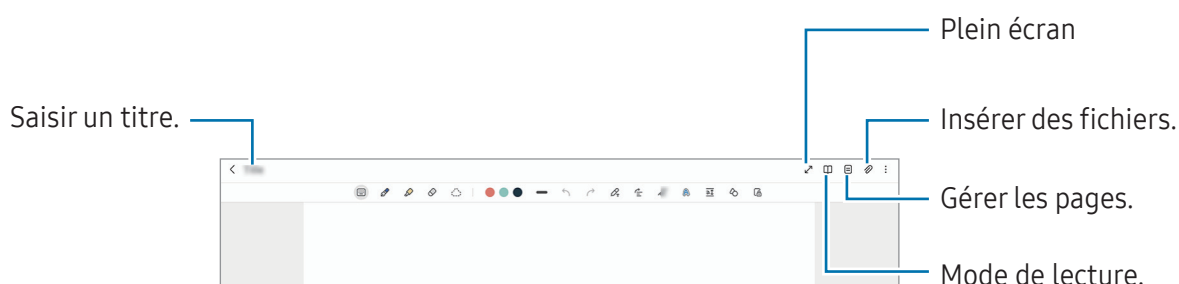 Plein écran
Saisir un titre.
Insérer des fichiers.
Gérer les pages.
Mode de lecture.